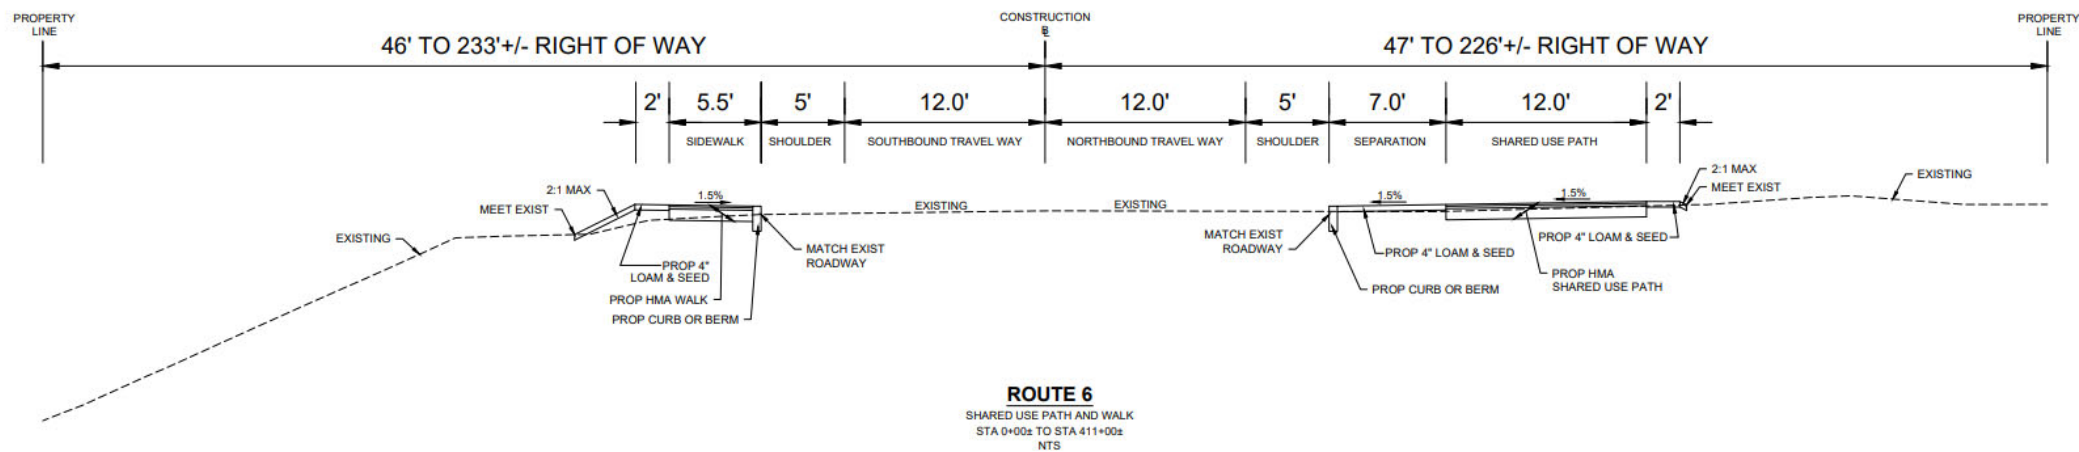 PROPERTY
LINE
CONSTRUCTION
BL
PROPERTY
LINE
46' TO 233'+/- RIGHT OF WAY
47' TO 226'+/- RIGHT OF WAY
2'
5.5'
5'
12.0'
12.0'
5'
7.0'
12.0'
2'
SIDEWALK
SHOULDER
SOUTHBOUND TRAVEL WAY
NORTHBOUND TRAVEL WAY
SHOULDER
SEPARATION
SHARED USE PATH
2:1 MAX
MEET EXIST
EXISTING
1.5%
EXISTING
EXISTING
1.5%
1.5%
2:1 MAX
MEET EXIST
EXISTING
MATCH EXIST
ROADWAY
PROP 4"
LOAM & SEED
PROP HMA WALK
PROP CURB OR BERM
MATCH EXIST
ROADWAY
PROP 4" LOAM & SEED
PROP 4" LOAM & SEED
PROP HMA
SHARED USE PATH
PROP CURB OR BERM
ROUTE 6
SHARED USE PATH AND WALK
STA 0+00± TO STA 411+00±
NTS